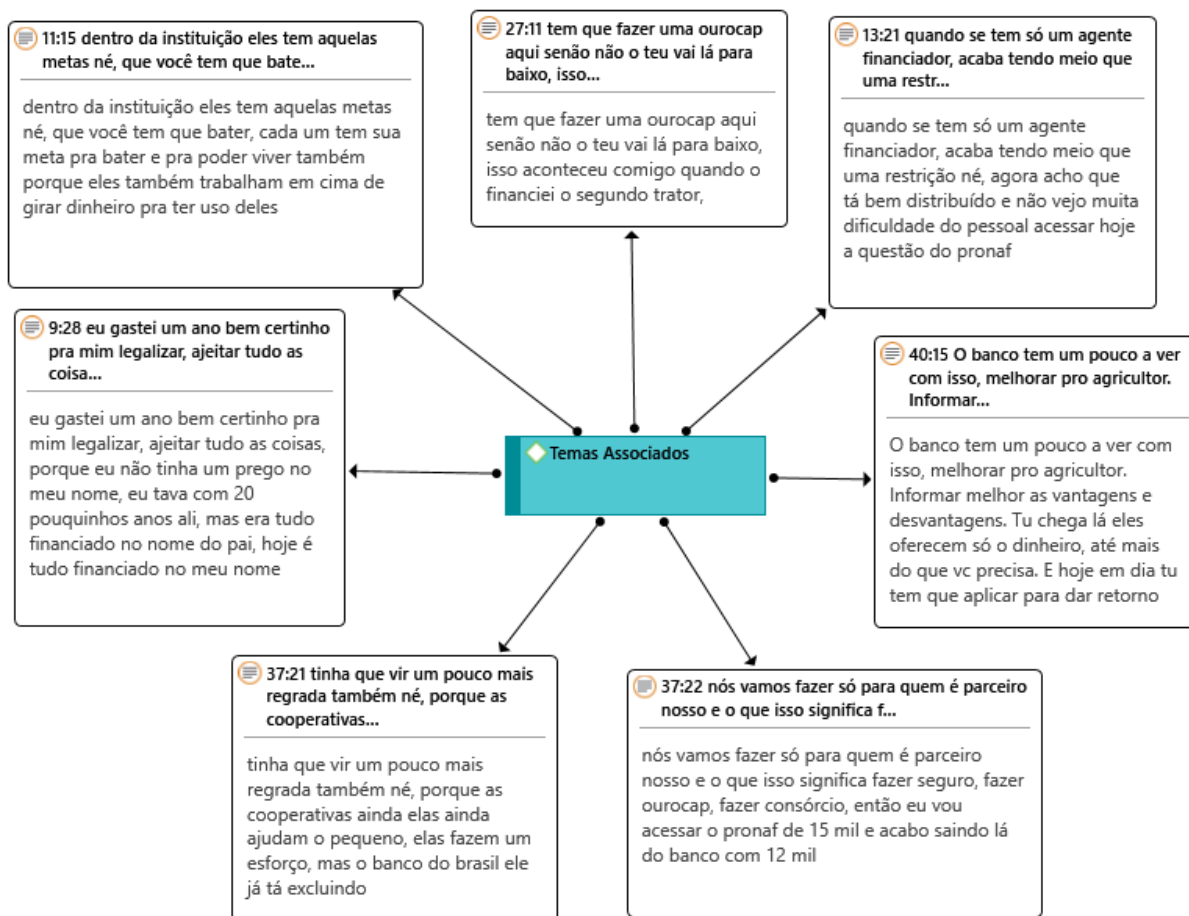 11:15 dentro da instituição eles tem aquelas
metas né, que você tem que bate...
dentro da instituição eles tem aquelas metas
né, que você tem que bater, cada um tem sua
meta pra bater e pra poder viver também
porque eles também trabalham em cima de
girar dinheiro pra ter uso deles
27:11 tem que fazer uma ourocap
aqui senão não o teu vai lá para
baixo, isso...
tem que fazer uma ourocap aqui
senão não o teu vai lá para baixo,
isso aconteceu comigo quando o
financiei o segundo trator,
13:21 quando se tem só um agente
financiador, acaba tendo meio que
uma restr...
quando se tem só um agente
financiador, acaba tendo meio que
uma restrição né, agora acho que
tá bem distribuído e não vejo muita
dificuldade do pessoal acessar hoje
a questão do pronaf
9:28 eu gastei um ano bem certinho
pra mim legalizar, ajeitar tudo as
coisa...
eu gastei um ano bem certinho pra
mim legalizar, ajeitar tudo as coisas,
porque eu não tinha um prego no
meu nome, eu tava com 20
pouquinhos anos ali, mas era tudo
financiado no nome do pai, hoje é
tudo financiado no meu nome
Temas Associados
40:15 O banco tem um pouco a ver
com isso, melhorar pro agricultor.
Informar...
O banco tem um pouco a ver com
isso, melhorar pro agricultor.
Informar melhor as vantagens e
desvantagens. Tu chega lá eles
oferecem só o dinheiro, até mais
do que vc precisa. E hoje em dia tu
tem que aplicar para dar retorno
37:21 tinha que vir um pouco mais
regrada também né, porque as
cooperativas...
tinha que vir um pouco mais
regrada também né, porque as
cooperativas ainda elas ainda
ajudam o pequeno, elas fazem um
esforço, mas o banco do brasil ele
já tá excluindo
37:22 nós vamos fazer só para quem é parceiro
nosso e o que isso significa f...
nós vamos fazer só para quem é parceiro
nosso e o que isso significa fazer seguro, fazer
ourocap, fazer consórcio, então eu vou
acessar o pronaf de 15 mil e acabo saindo lá
do banco com 12 mil